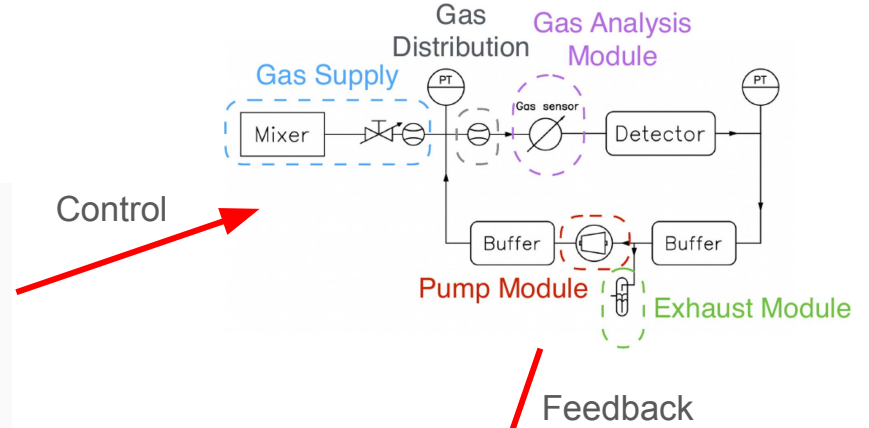 Gas
Distribution
Gas Analysis
Module
Gas Supply
PT
PT
Gas sensor
Mixer
Detector
Control
Buffer
Buffer
Pump Module
Exhaust Module
Feedback